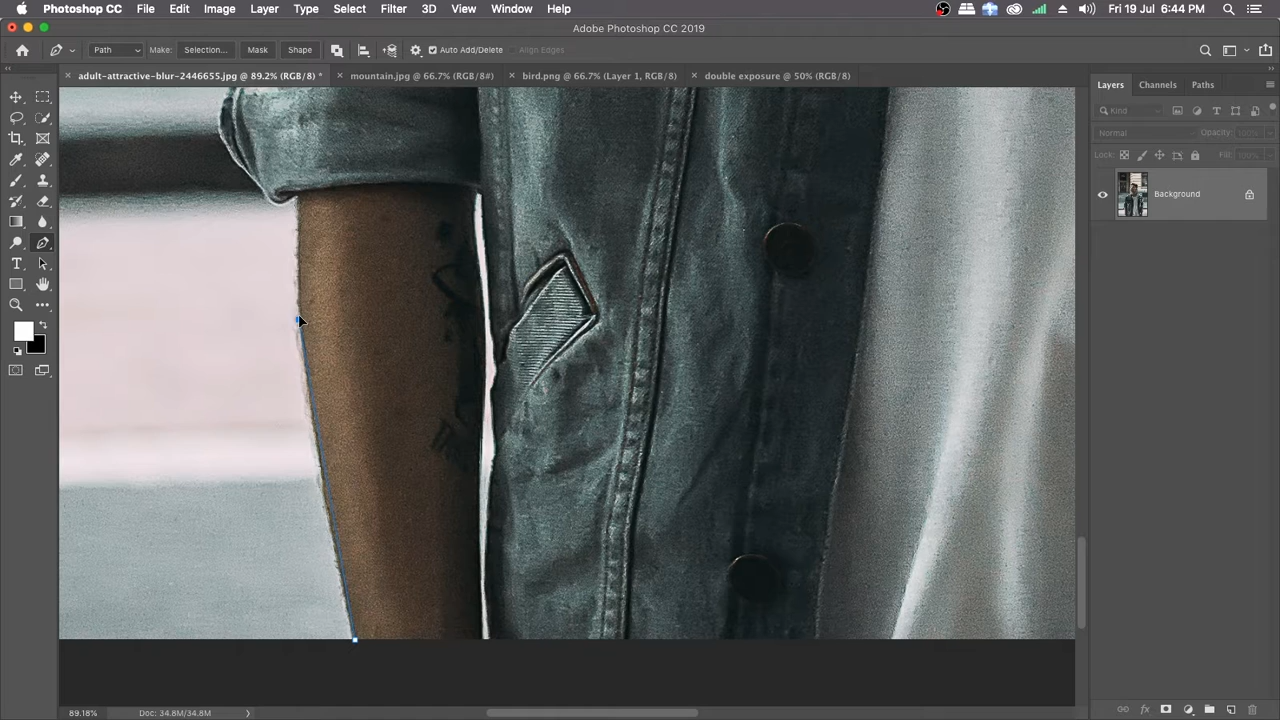 Photoshop CC File Edit Image Layer Type Select Filter 3D View Window Help Fri 19 Jul 6:44 PM
Adobe Photoshop CC 2019
Path Make: Selection... Mask Shape Auto Add/Delete Align Edges
adult-attractive-blur-2446655.jpg @ 89.2% (RGB/8) * mountain.jpg @ 66.7% (RGB/8#) bird.png @ 66.7% (Layer 1, RGB/8) double exposure @ 50% (RGB/8)
Layers Channels Paths
Kind
Normal Opacity: 100%
Lock: Fill: 100%
Background
89.18% Doc: 34.8M/34.8M